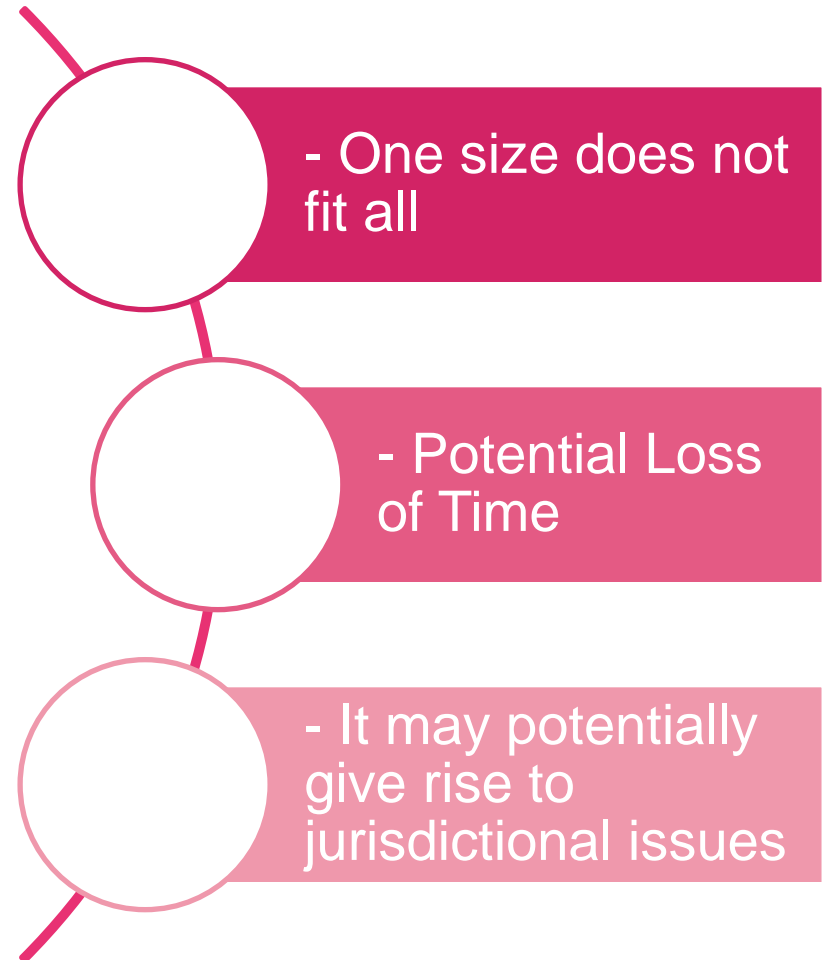 - One size does not
fit all
- Potential Loss
of Time
- It may potentially
give rise to
jurisdictional issues